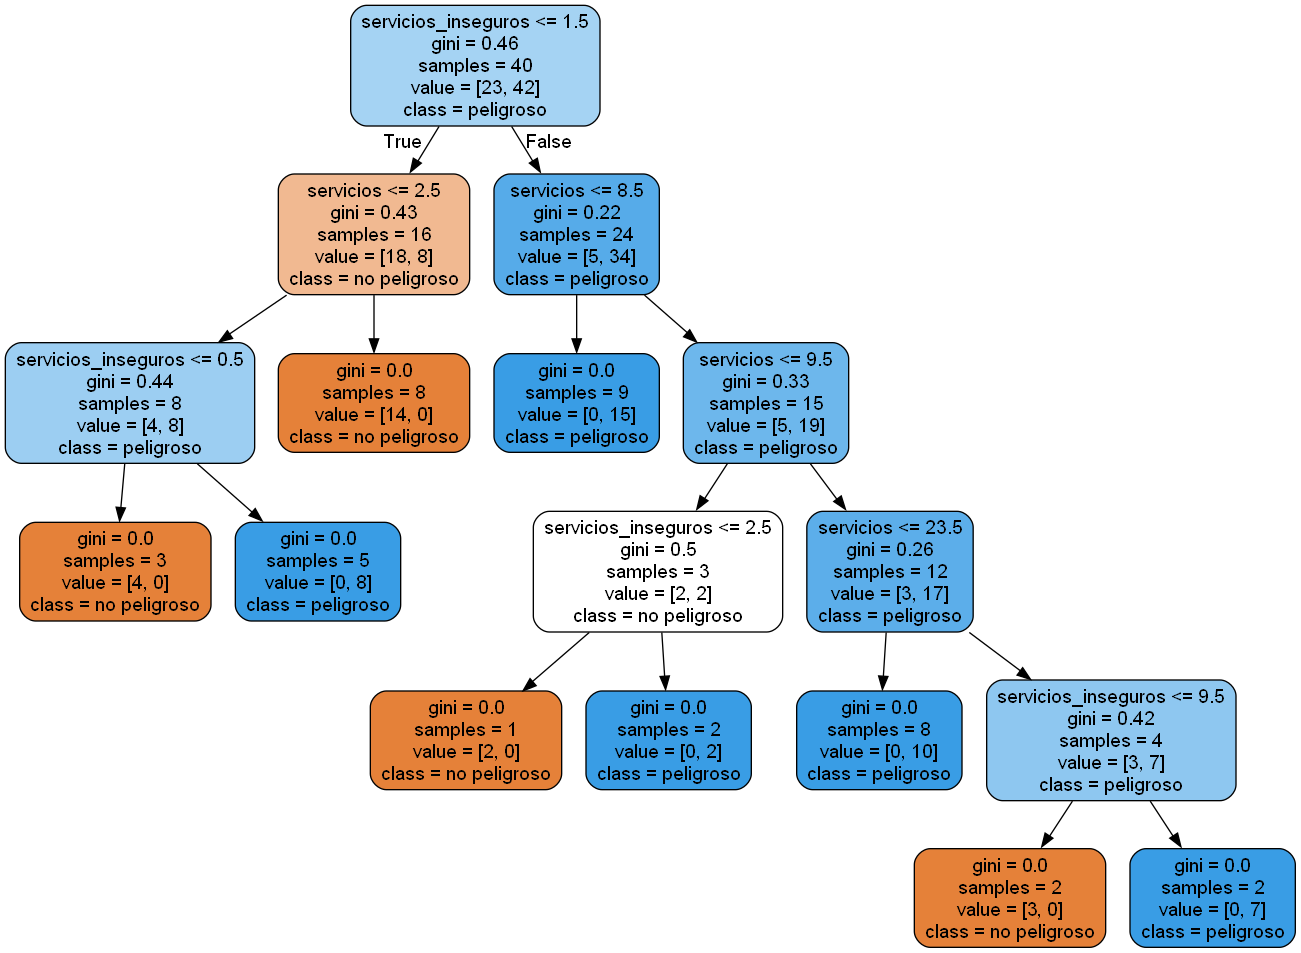 servicios_inseguros <= 1.5
gini = 0.46
samples = 40
value = [23, 42]
class = peligroso
True
False
servicios <= 2.5
gini = 0.43
samples = 16
value = [18, 8]
class = no peligroso
servicios <= 8.5
gini = 0.22
samples = 24
value = [5, 34]
class = peligroso
servicios_inseguros <= 0.5
gini = 0.44
samples = 8
value = [4, 8]
class = peligroso
gini = 0.0
samples = 8
value = [14, 0]
class = no peligroso
gini = 0.0
samples = 9
value = [0, 15]
class = peligroso
servicios <= 9.5
gini = 0.33
samples = 15
value = [5, 19]
class = peligroso
gini = 0.0
samples = 3
value = [4, 0]
class = no peligroso
gini = 0.0
samples = 5
value = [0, 8]
class = peligroso
servicios_inseguros <= 2.5
gini = 0.5
samples = 3
value = [2, 2]
class = no peligroso
servicios <= 23.5
gini = 0.26
samples = 12
value = [3, 17]
class = peligroso
gini = 0.0
samples = 1
value = [2, 0]
class = no peligroso
gini = 0.0
samples = 2
value = [0, 2]
class = peligroso
gini = 0.0
samples = 8
value = [0, 10]
class = peligroso
servicios_inseguros <= 9.5
gini = 0.42
samples = 4
value = [3, 7]
class = peligroso
gini = 0.0
samples = 2
value = [3, 0]
class = no peligroso
gini = 0.0
samples = 2
value = [0, 7]
class = peligroso